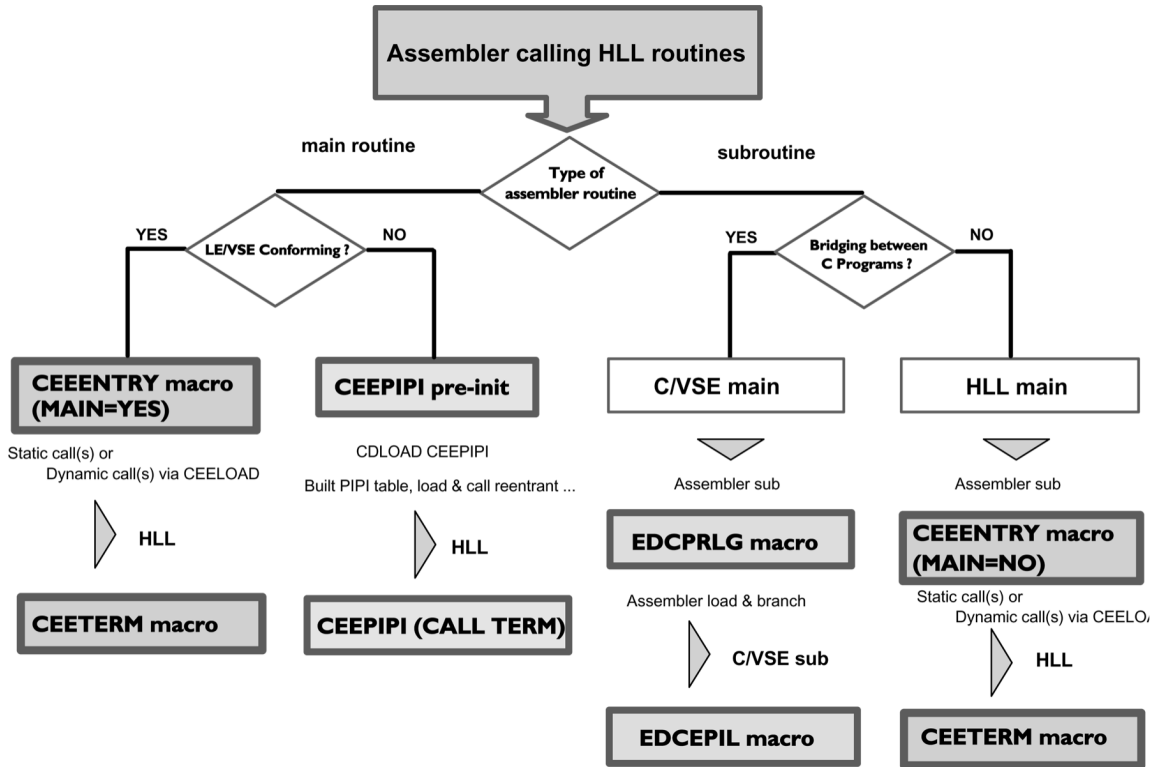 Assembler calling HLL routines
main routine
subroutine
Type of
assembler routine
YES
LE/VSE Conforming ?
NO
YES
Bridging between
C Programs ?
NO
CEEENTRY macro
(MAIN=YES)
Static call(s) or
Dynamic call(s) via CEELOAD
HLL
CEETERM macro
CEEPIPI pre-init
CDLOAD CEEPIPI
Built PIPI table, load & call reentrant ...
HLL
CEEPIPI (CALL TERM)
C/VSE main
Assembler sub
EDCPRLG macro
Assembler load & branch
C/VSE sub
EDCEPIL macro
HLL main
Assembler sub
CEEENTRY macro
(MAIN=NO)
Static call(s) or
Dynamic call(s) via
HLL
CEETERM macro